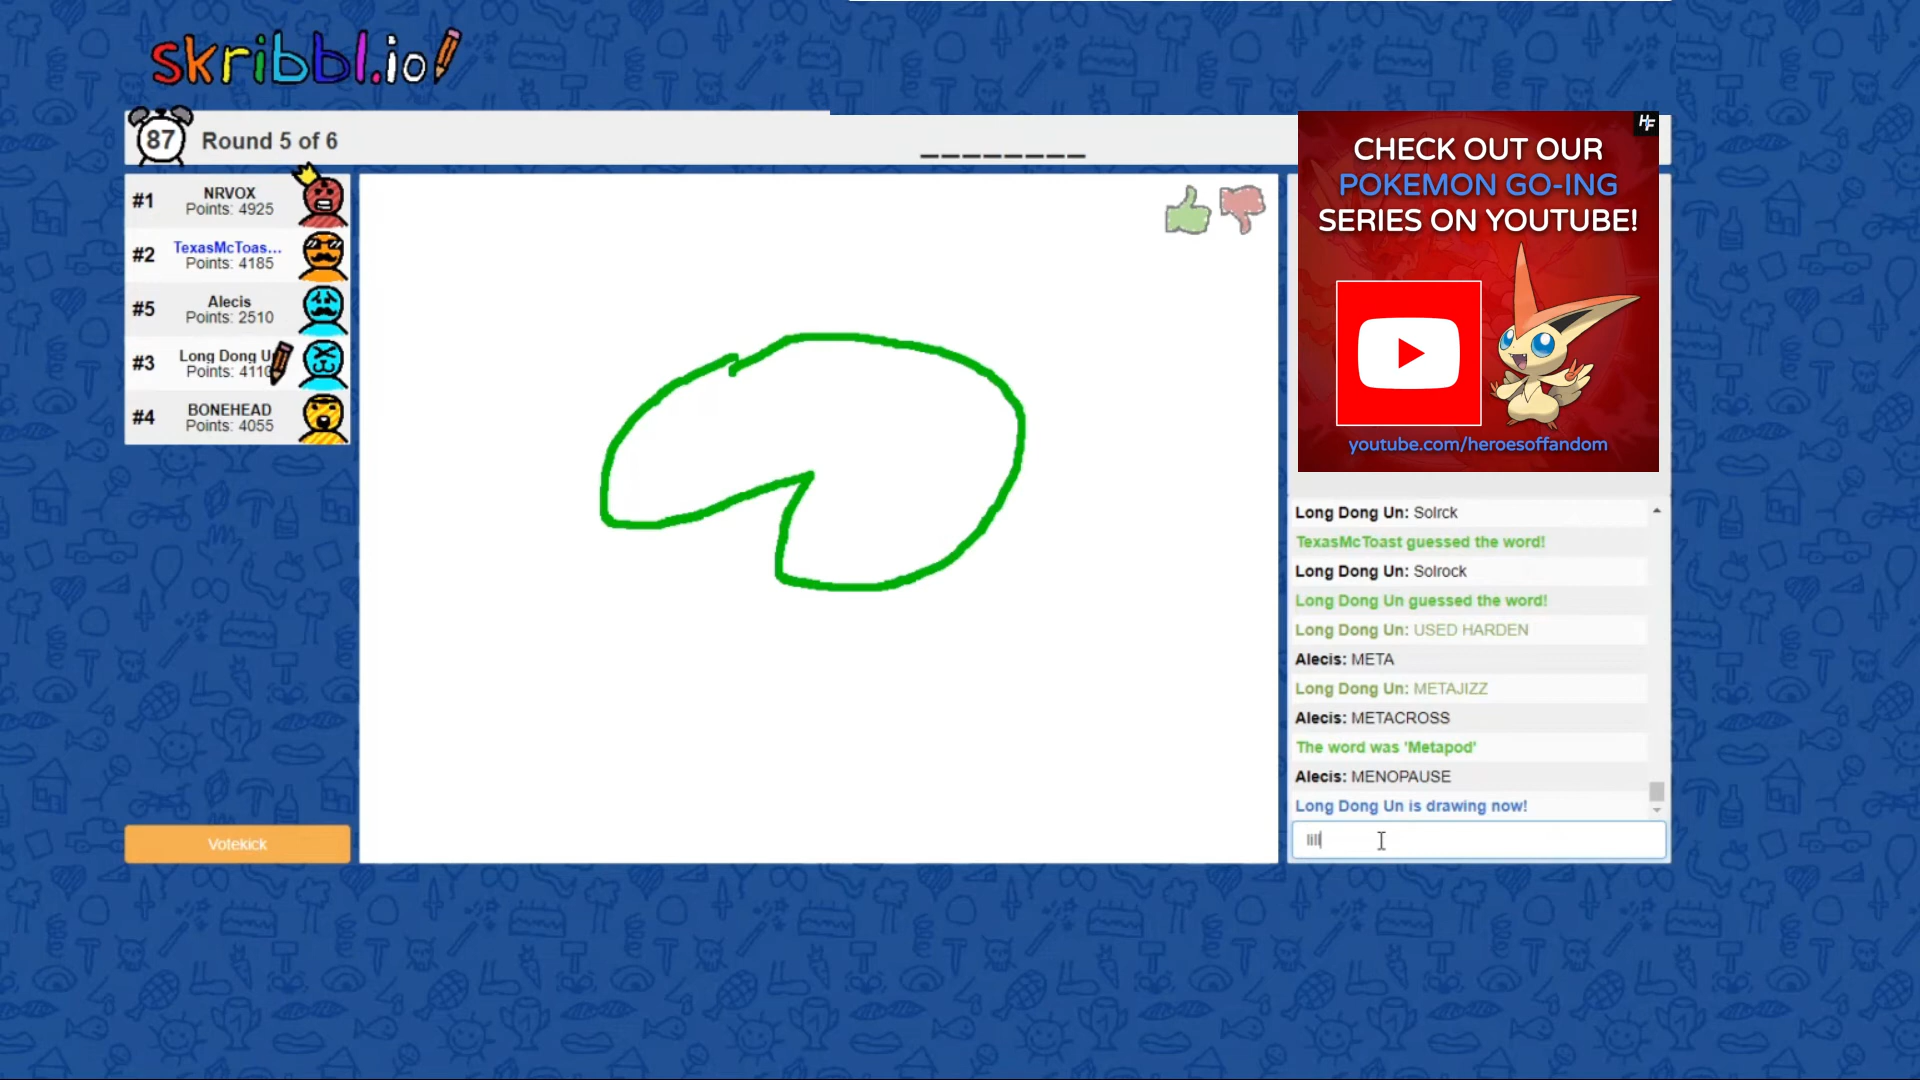 skribbl.io
87
Round 5 of 6
________
#1
NRVOX
Points: 4925
#2
TexasMcToas...
Points: 4185
#5
Alecis
Points: 2510
#3
Long Dong U
Points: 4110
#4
BONEHEAD
Points: 4055
Votekick
HF
CHECK OUT OUR
POKEMON GO-ING
SERIES ON YOUTUBE!
youtube.com/heroesoffandom
Long Dong Un: Solrck
TexasMcToast guessed the word!
Long Dong Un: Solrock
Long Dong Un guessed the word!
Long Dong Un: USED HARDEN
Alecis: META
Long Dong Un: METAJIZZ
Alecis: METACROSS
The word was 'Metapod'
Alecis: MENOPAUSE
Long Dong Un is drawing now!